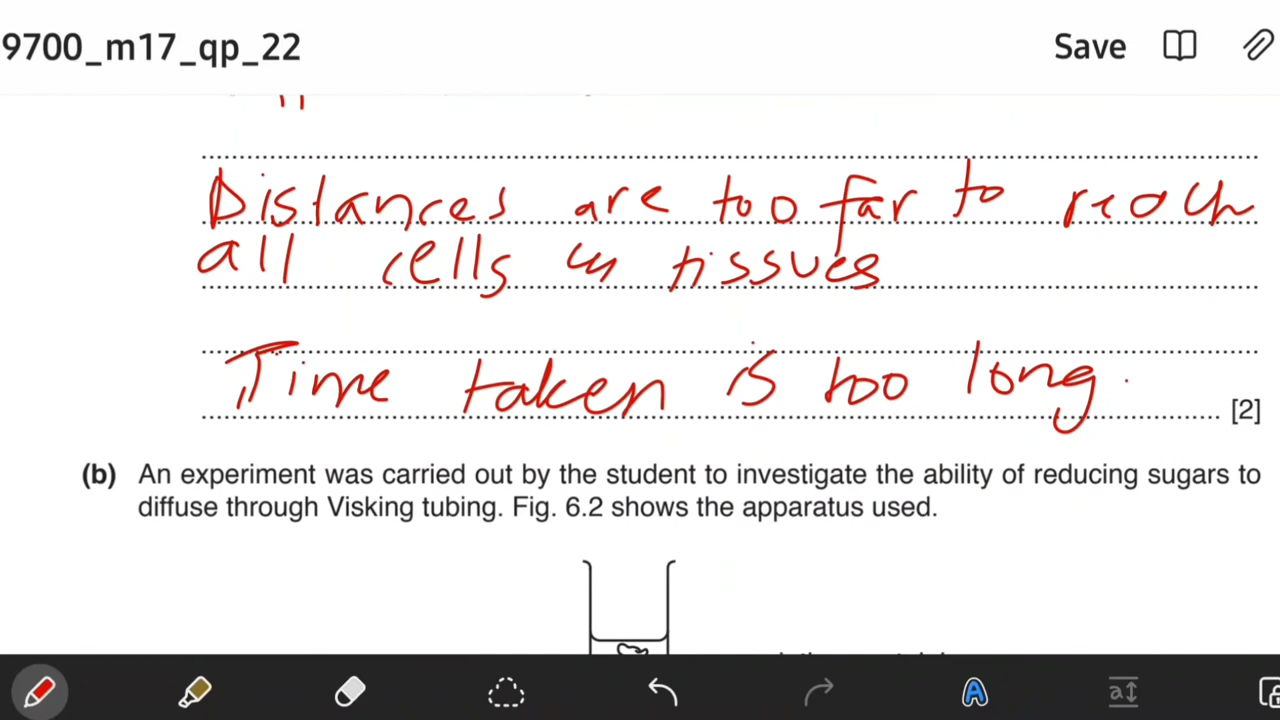 9700_m17_qp_22 Save
Distances are too far to reach
all cells in tissues
Time taken is too long.
[2]
(b) An experiment was carried out by the student to investigate the ability of reducing sugars to
diffuse through Visking tubing. Fig. 6.2 shows the apparatus used.